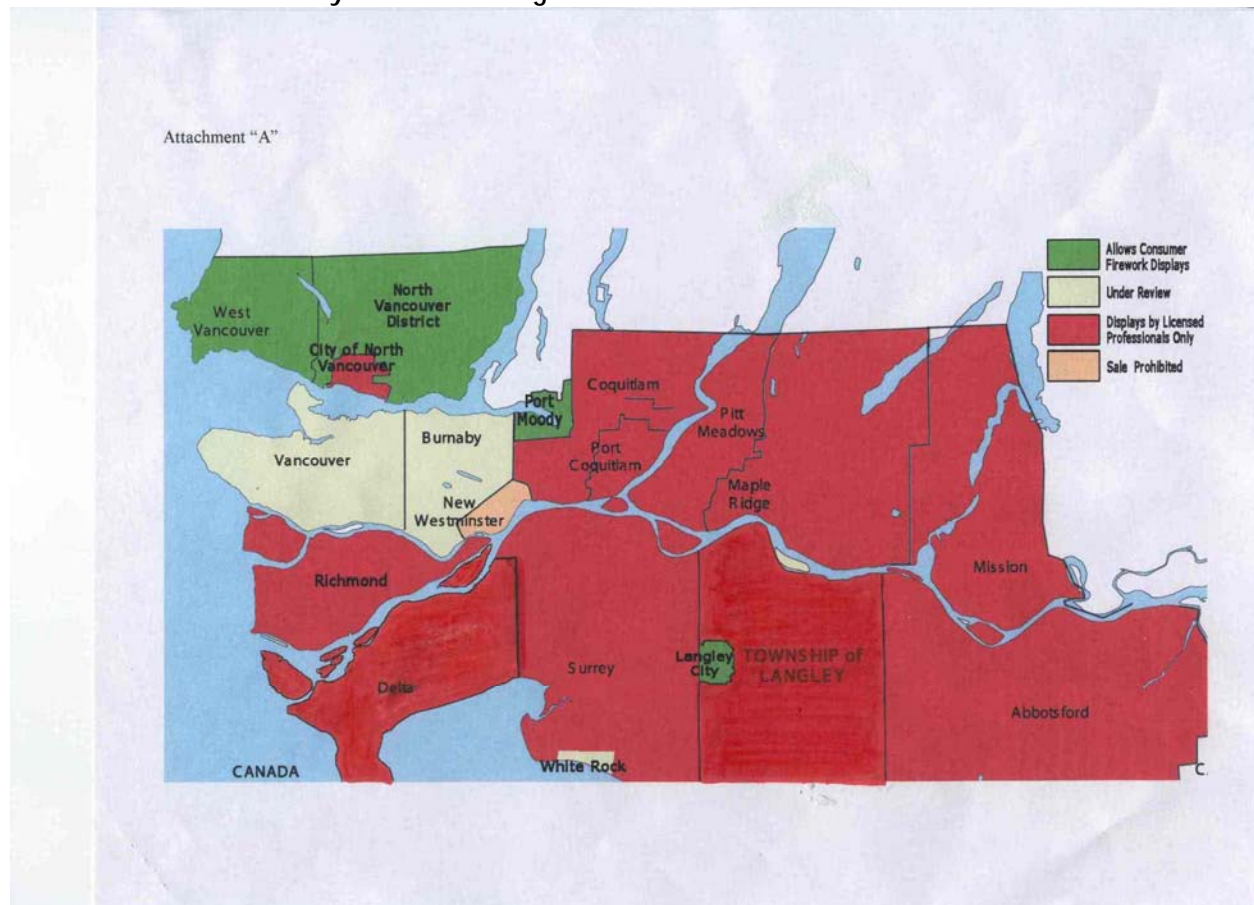 Attachment "A"
Allows Consumer
Firework Displays
Under Review
Displays by Licensed
Professionals Only
Sale Prohibited
West
Vancouver
North
Vancouver
District
City of North
Vancouver
Port
Moody
Coquitlam
Pitt
Meadows
Port
Coquitlam
Maple
Ridge
Burnaby
Vancouver
New
Westminster
Richmond
Mission
Delta
Surrey
Langley
City
TOWNSHIP of
LANGLEY
Abbotsford
White Rock
CANADA
C